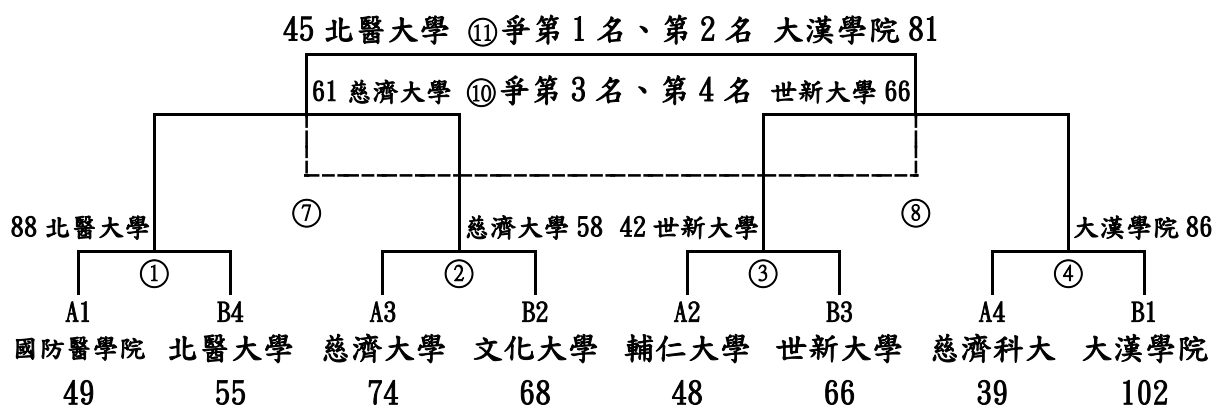 45 北醫大學 ⑪爭第 1 名、第 2 名 大漢學院 81
61 慈濟大學 ⑩爭第 3 名、第 4 名 世新大學 66
⑦ ⑧
88 北醫大學 慈濟大學 58 42 世新大學 大漢學院 86
① ② ③ ④
A1 B4 A3 B2 A2 B3 A4 B1
國防醫學院 北醫大學 慈濟大學 文化大學 輔仁大學 世新大學 慈濟科大 大漢學院
49 55 74 68 48 66 39 102